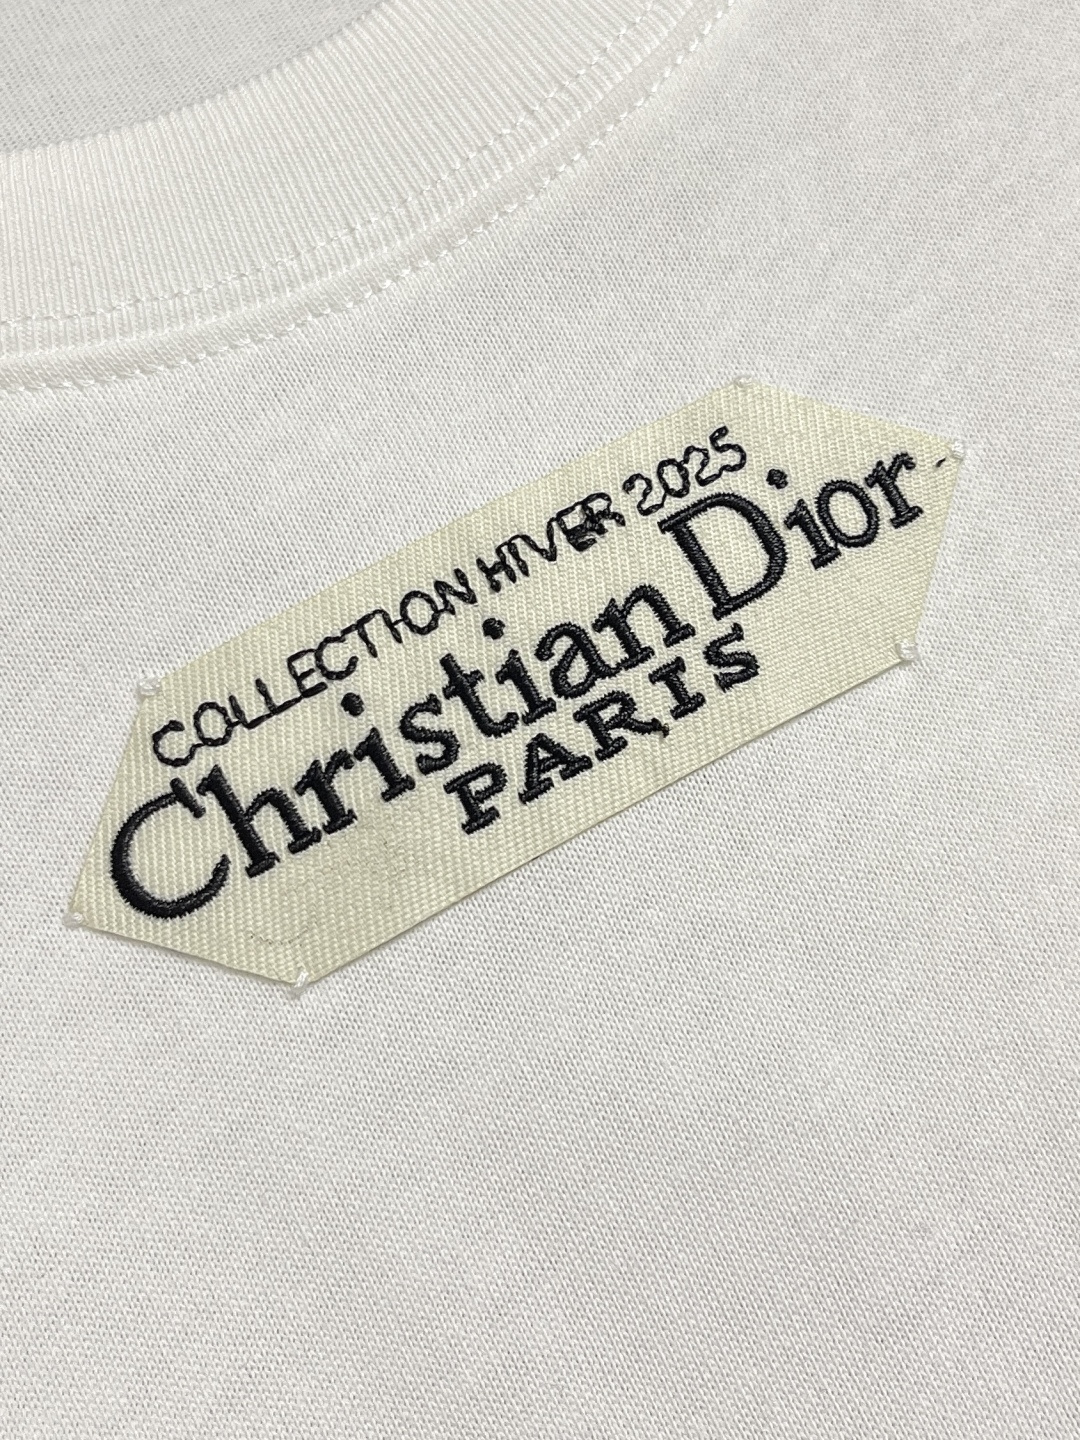 COLLECTION HIVER 2025
Christian Dior
PARIS